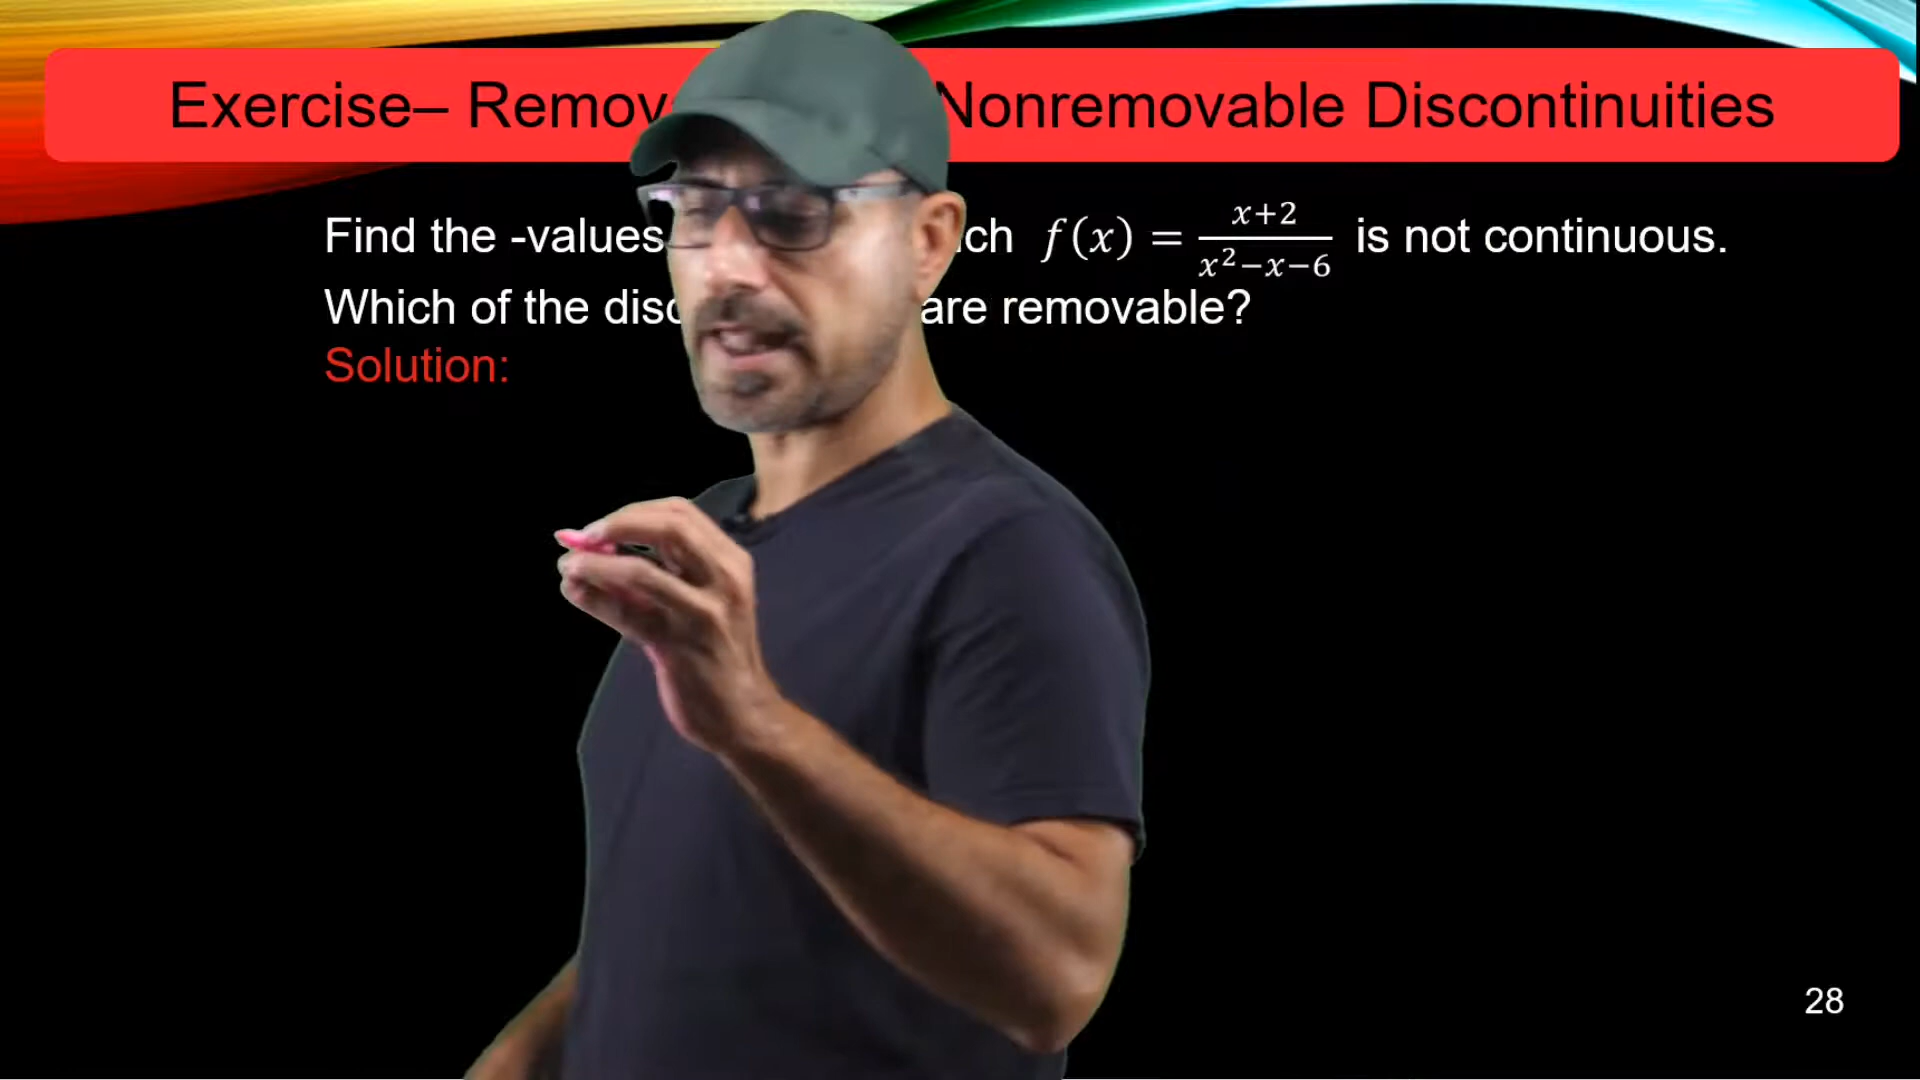 Exercise– Remov Nonremovable Discontinuities
Find the -values ch f(x) = \frac{x+2}{x^2-x-6} is not continuous.
Which of the disc are removable?
Solution:
28